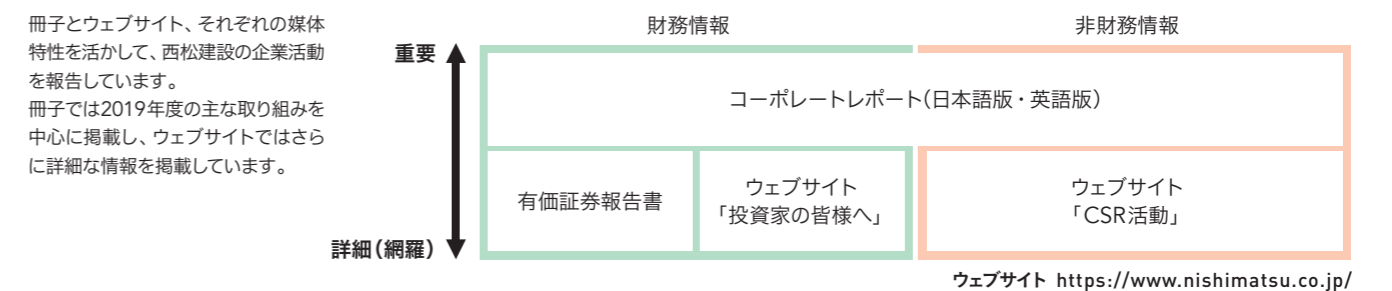 冊子とウェブサイト、それぞれの媒体
特性を活かして、西松建設の企業活動
を報告しています。
冊子では2019年度の主な取り組みを
中心に掲載し、ウェブサイトではさら
に詳細な情報を掲載しています。
財務情報
非財務情報
重要
コーポレートレポート(日本語版・英語版)
有価証券報告書
ウェブサイト
「投資家の皆様へ」
ウェブサイト
「CSR活動」
詳細(網羅)
ウェブサイト https://www.nishimatsu.co.jp/